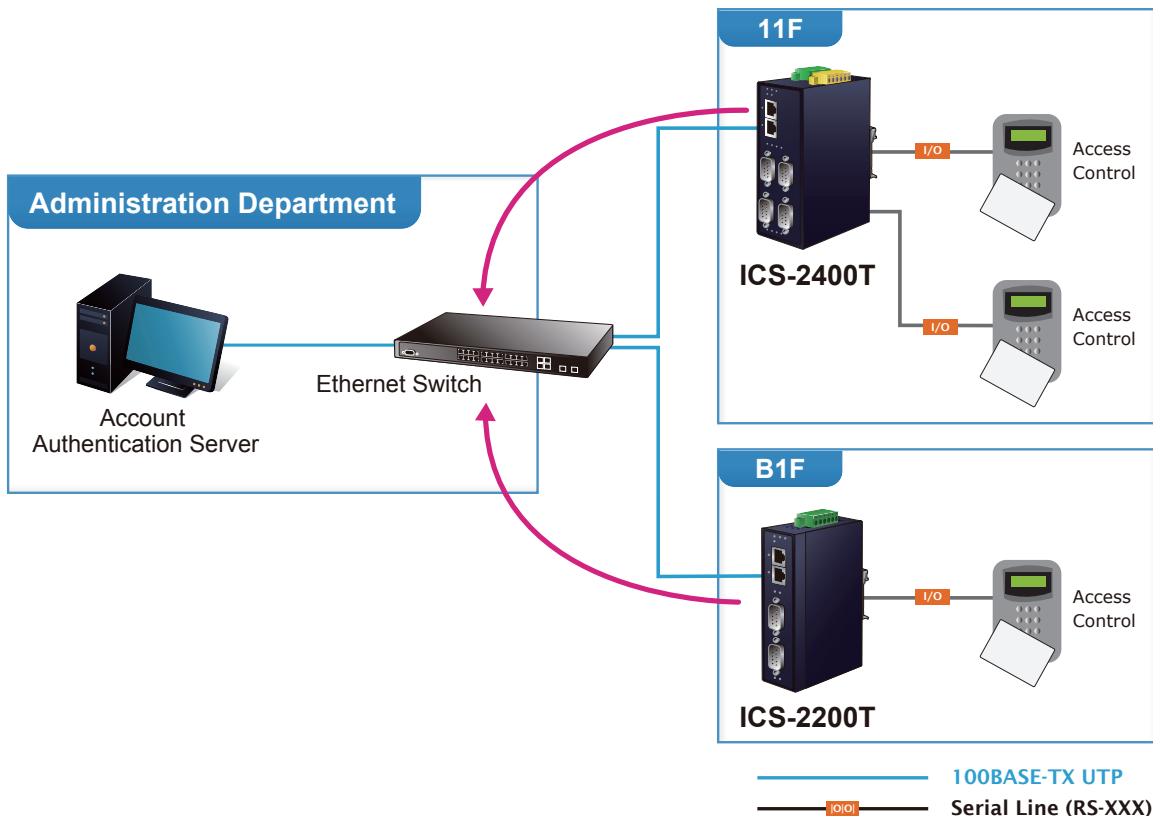 11F
Access
Control
I/O
ICS-2400T
Access
Control
I/O
Administration Department
Ethernet Switch
Account
Authentication Server
B1F
Access
Control
I/O
ICS-2200T
100BASE-TX UTP
|O|O|
Serial Line (RS-XXX)